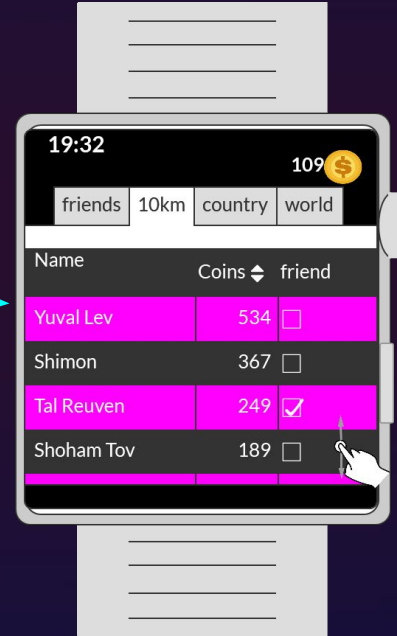 19:32
109
friends 10km country world
Name Coins friend
Yuval Lev 534
Shimon 367
Tal Reuven 249
Shoham Tov 189